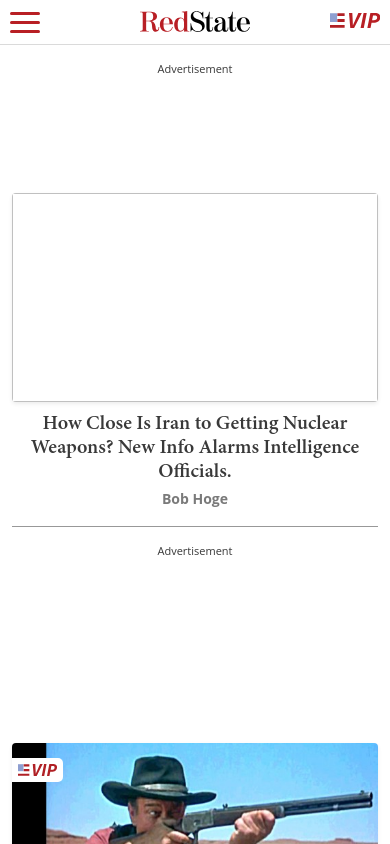 RedState
VIP
Advertisement
How Close Is Iran to Getting Nuclear
Weapons? New Info Alarms Intelligence
Officials.
Bob Hoge
Advertisement
VIP